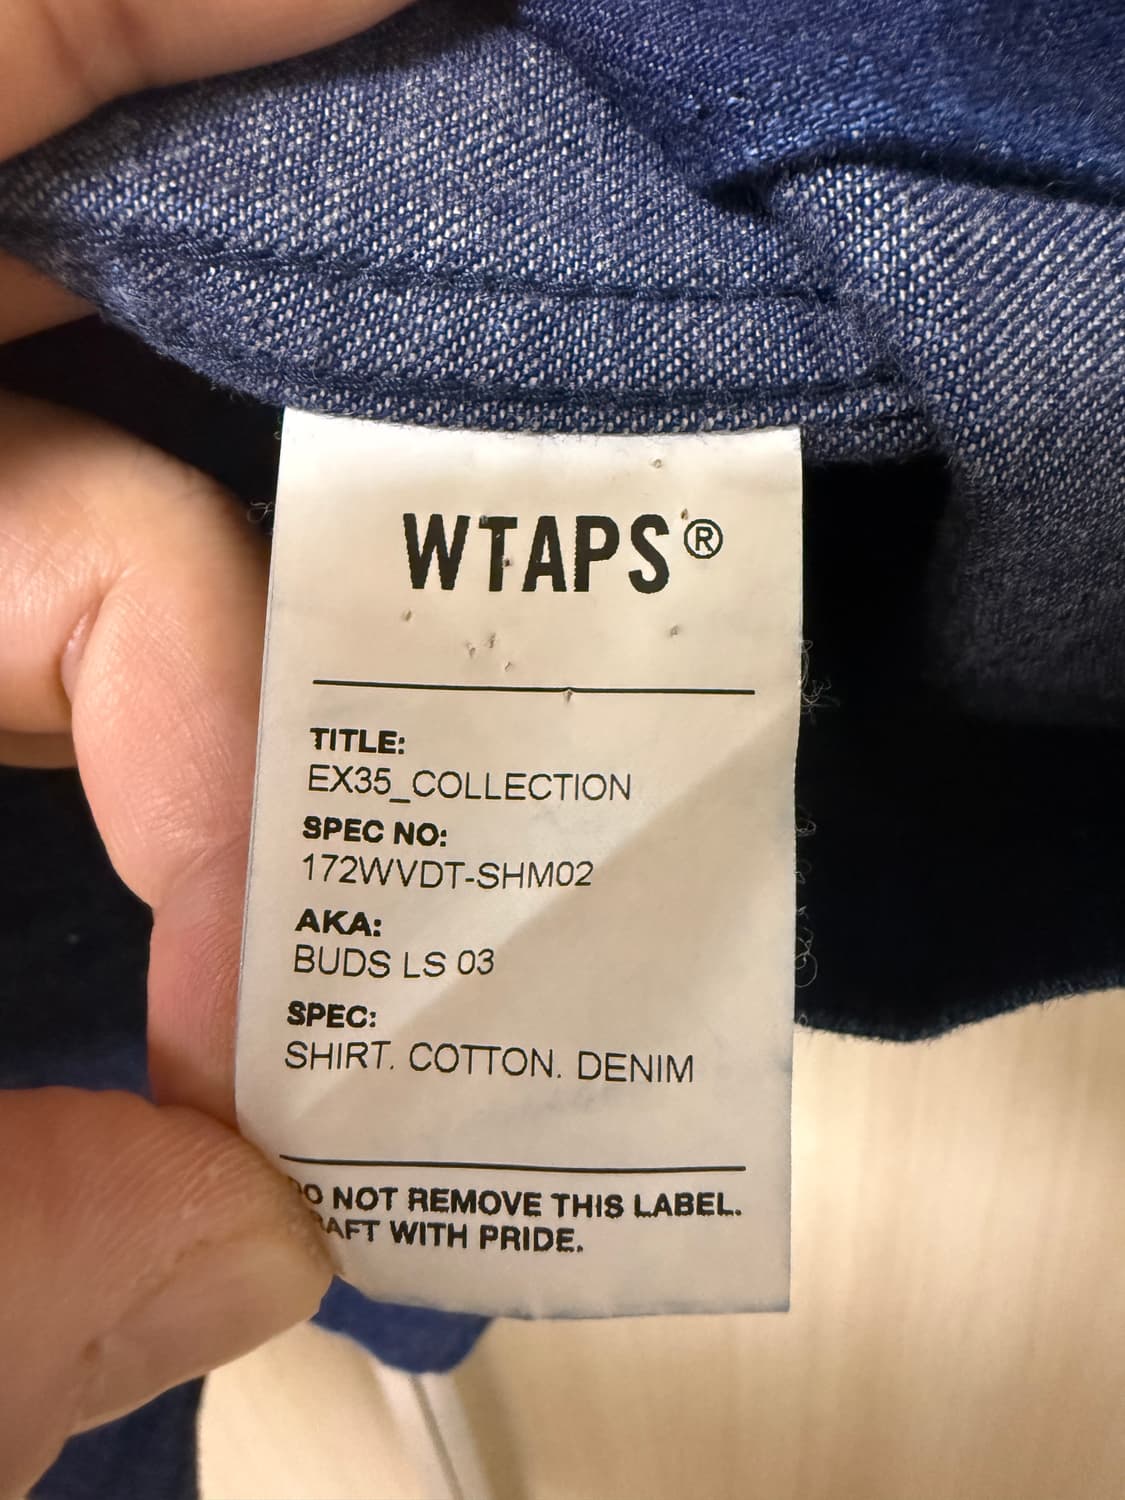 WTAPS®
TITLE:
EX35_COLLECTION
SPEC NO:
172WVDT-SHM02
AKA:
BUDS LS 03
SPEC:
SHIRT. COTTON. DENIM
DO NOT REMOVE THIS LABEL.
RAFT WITH PRIDE.